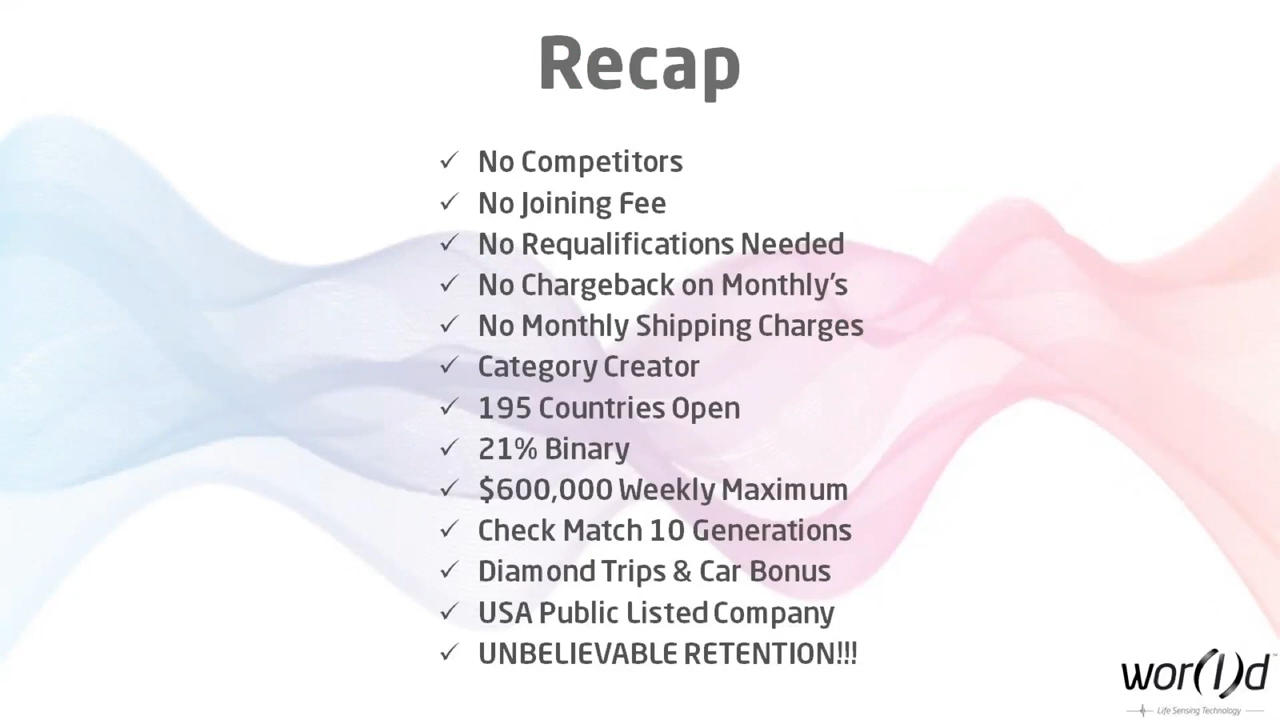 Recap
✓ No Competitors
✓ No Joining Fee
✓ No Requalifications Needed
✓ No Chargeback on Monthly's
✓ No Monthly Shipping Charges
✓ Category Creator
✓ 195 Countries Open
✓ 21% Binary
✓ $600,000 Weekly Maximum
✓ Check Match 10 Generations
✓ Diamond Trips & Car Bonus
✓ USA Public Listed Company
✓ UNBELIEVABLE RETENTION!!!
wor(l)d
Life Sensing Technology